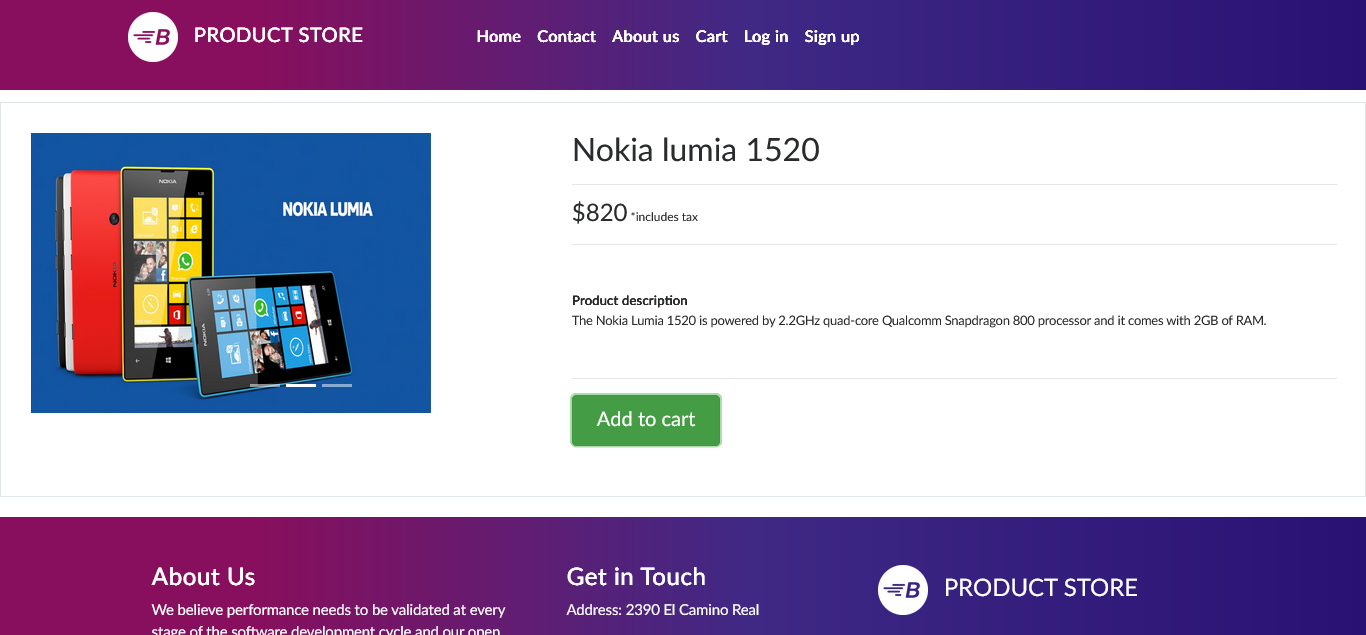 B PRODUCT STORE
Home Contact About us Cart Log in Sign up
NOKIA
NOKIA LUMIA
NOKIA
NOKIA
Nokia lumia 1520
$820 *includes tax
Product description
The Nokia Lumia 1520 is powered by 2.2GHz quad-core Qualcomm Snapdragon 800 processor and it comes with 2GB of RAM.
Add to cart
About Us
We believe performance needs to be validated at every
stage of the software development cycle and our open
Get in Touch
Address: 2390 El Camino Real
B PRODUCT STORE